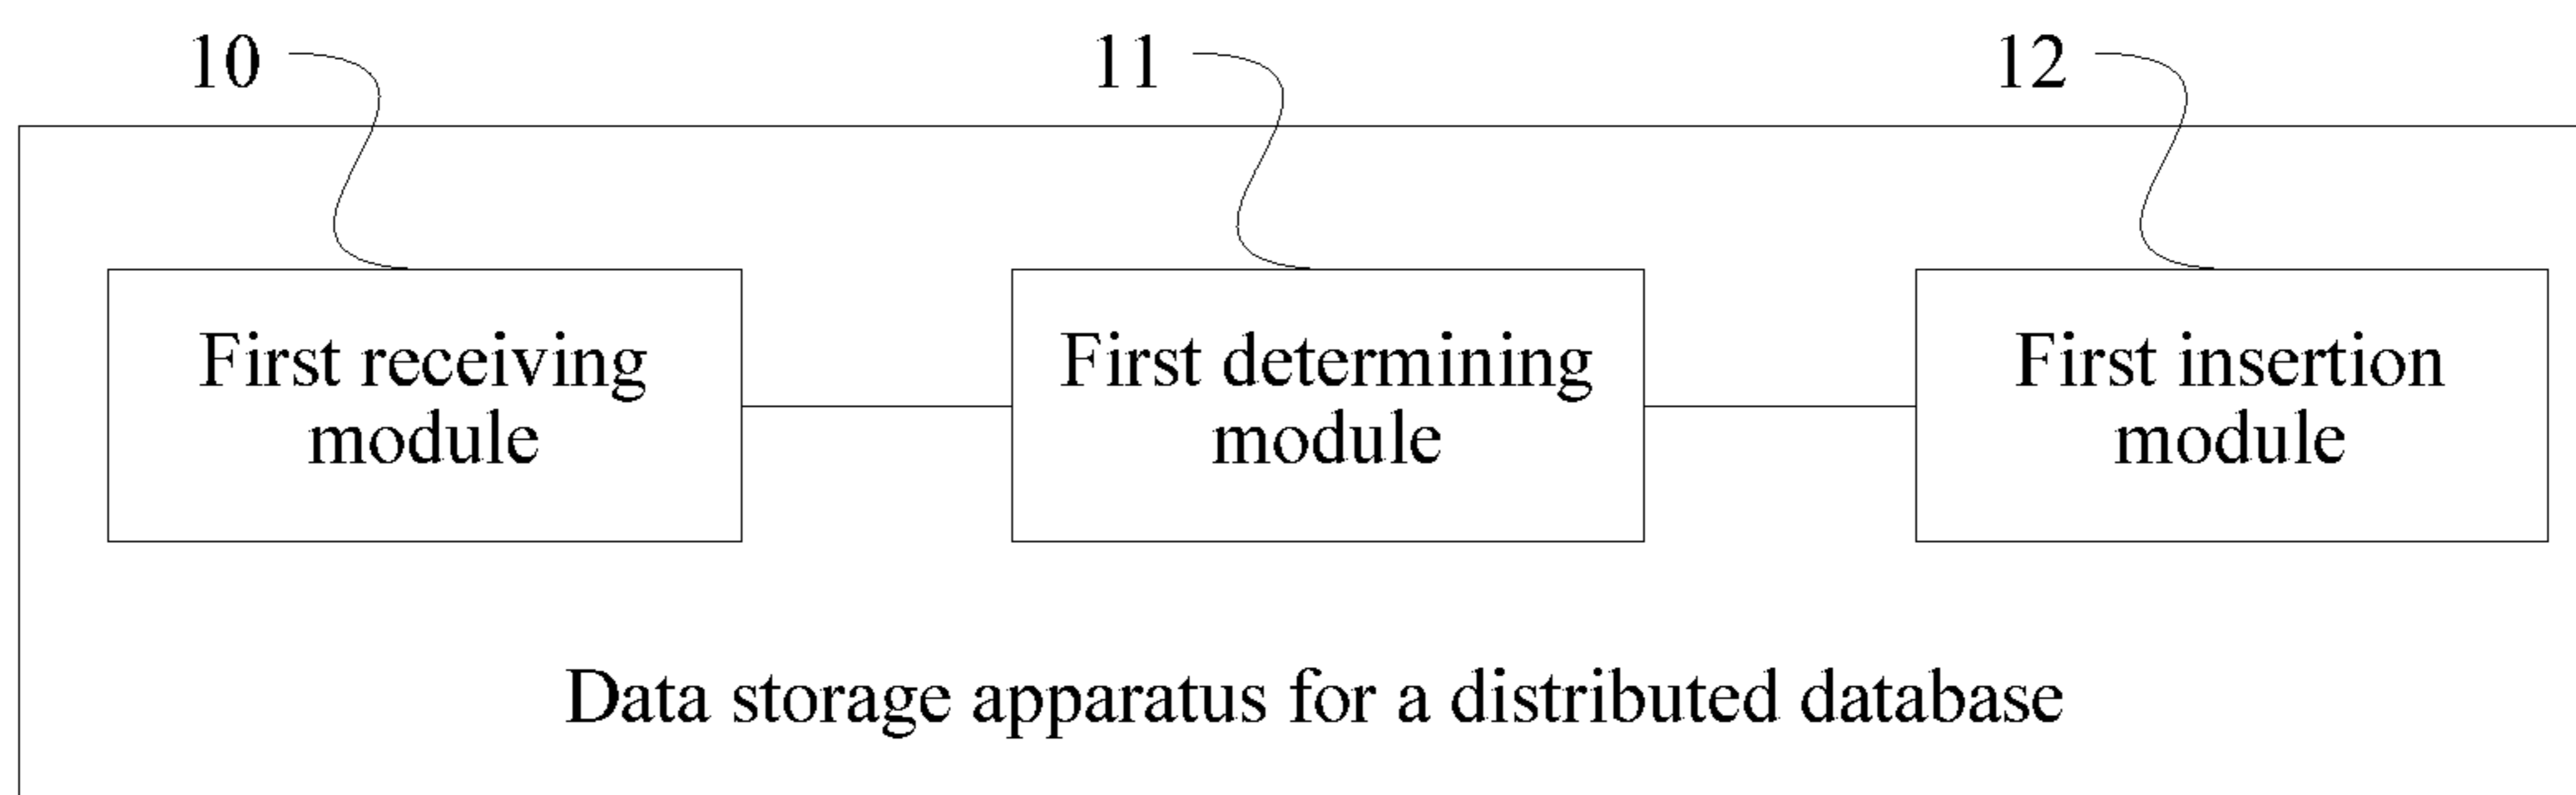 10
11
12
First receiving
module
First determining
module
First insertion
module
Data storage apparatus for a distributed database